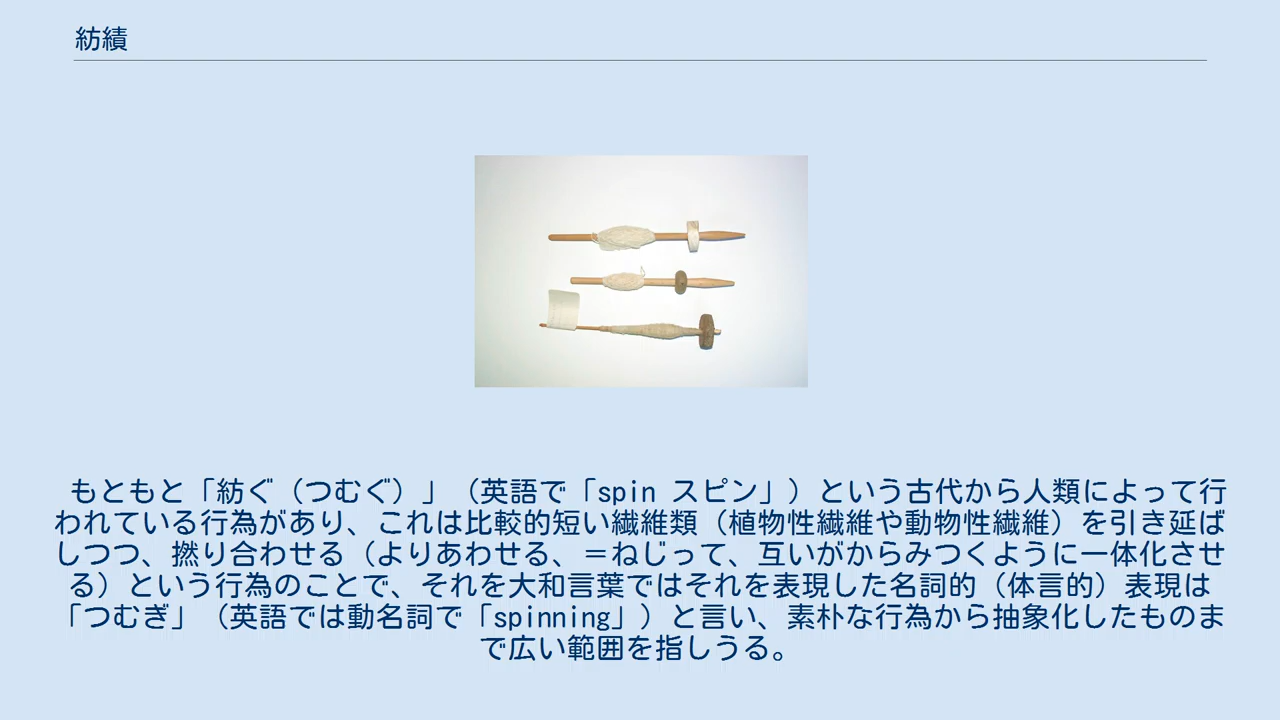 紡績
もともと「紡ぐ（つむぐ）」（英語で「spin スピン」）という古代から人類によって行
われている行為があり、これは比較的短い繊維類（植物性繊維や動物性繊維）を引き延ば
しつつ、撚り合わせる（よりあわせる、＝ねじって、互いがからみつくように一体化させ
る）という行為のことで、それを大和言葉ではそれを表現した名詞的（体言的）表現は
「つむぎ」（英語では動名詞で「spinning」）と言い、素朴な行為から抽象化したものま
で広い範囲を指しうる。